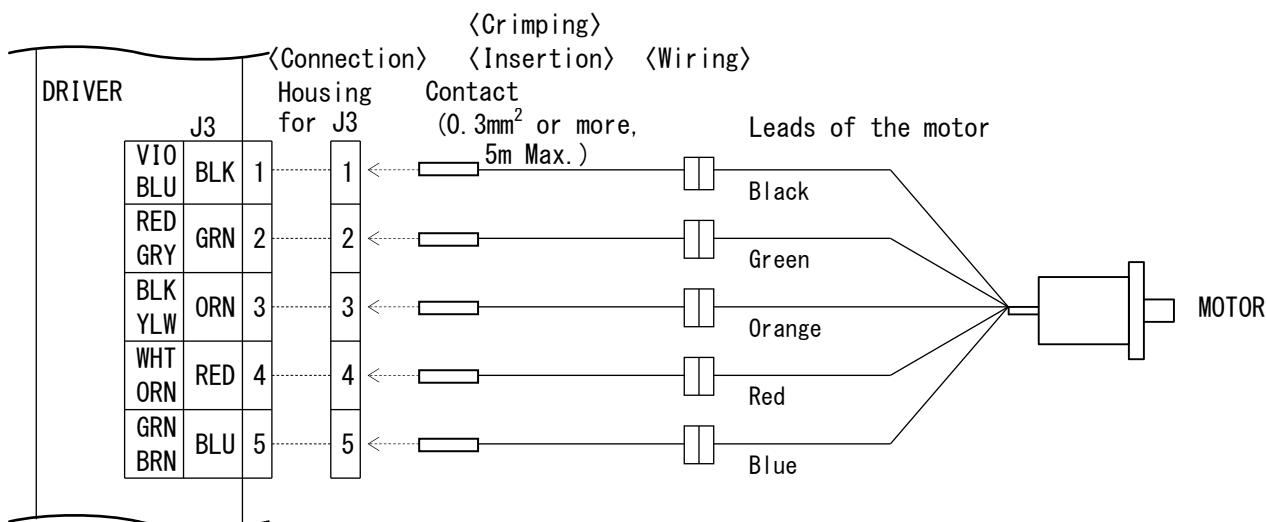 〈Crimping〉
〈Connection〉 〈Insertion〉 〈Wiring〉
DRIVER Housing Contact
J3 for J3 (0.3mm² or more, Leads of the motor
5m Max.)
VIO
BLU BLK 1 1 Black
RED
GRY GRN 2 2 Green
BLK
YLW ORN 3 3 Orange
MOTOR
WHT
ORN RED 4 4 Red
GRN
BRN BLU 5 5 Blue